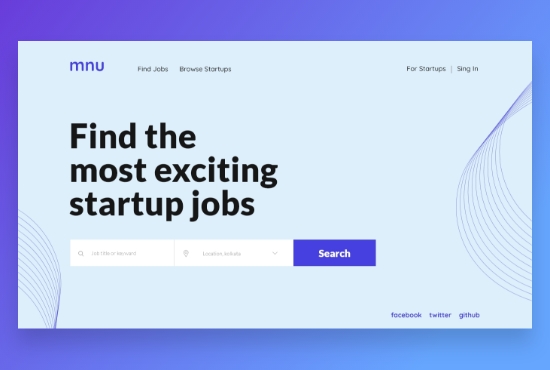 mnu
Find Jobs Browse Startups
For Startups | Sing In
Find the
most exciting
startup jobs
Job title or keyword
Location, kolkata
Search
facebook twitter github